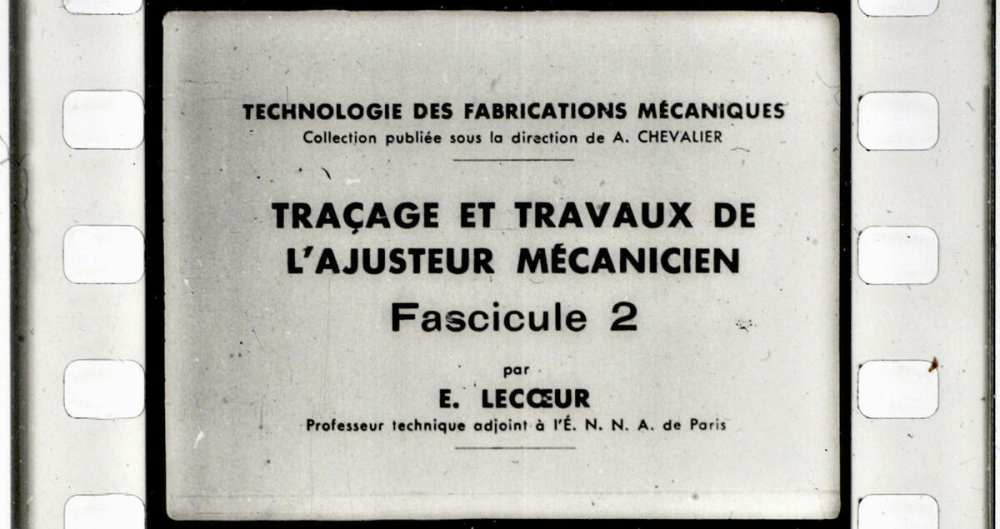 TECHNOLOGIE DES FABRICATIONS MÉCANIQUES
Collection publiée sous la direction de A. CHEVALIER
TRAÇAGE ET TRAVAUX DE
L'AJUSTEUR MÉCANICIEN
Fascicule 2
par
E. LECŒUR
Professeur technique adjoint à l'É. N. N. A. de Paris